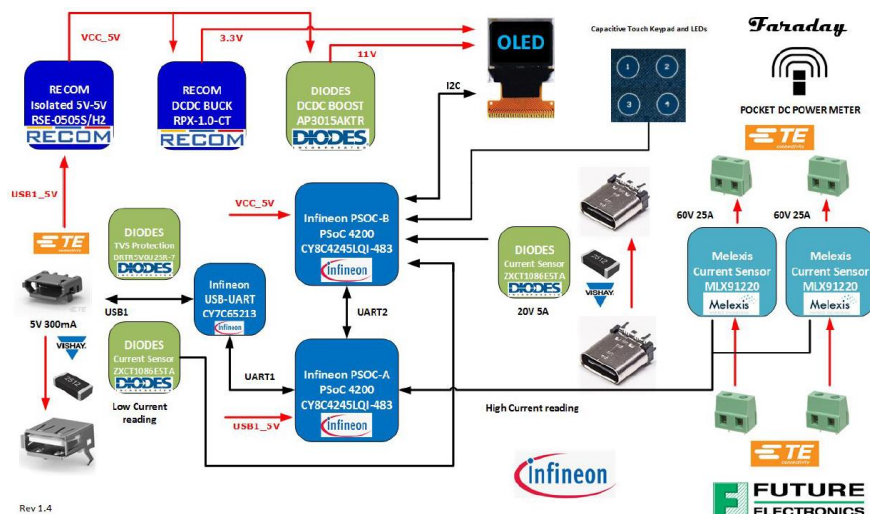 VCC_5V
3.3V
11V
RECOM
Isolated 5V-5V
RSE-0505S/H2
RECOM
RECOM
DCDC BUCK
RPX-1.0-CT
RECOM
DIODES
DCDC BOOST
AP3015AKTR
DIODES
OLED
I2C
Capacitive Touch Keypad and LEDs
1
2
3
4
Faraday
POCKET DC POWER METER
TE
connectivity
USB1_5V
TE
connectivity
5V 300mA
VISHAY
2512
USB1
DIODES
TVS Protection
DIODES
DIODES
Current Sensor
ZXCT1086E5TA
DIODES
Low Current
reading
Infineon
USB-UART
CY7C65213
infineon
UART1
VCC_5V
Infineon PSOC-B
PSoC 4200
CY8C4245LQI-483
infineon
UART2
Infineon PSOC-A
PSoC 4200
CY8C4245LQI-483
infineon
USB1_5V
DIODES
Current Sensor
ZXCT1086E5TA
DIODES
20V 5A
2512
VISHAY
High Current reading
60V 25A
60V 25A
Melexis
Current Sensor
MLX91220
Melexis
Melexis
Current Sensor
MLX91220
Melexis
TE
connectivity
infineon
FUTURE
ELECTRONICS
Rev 1.4